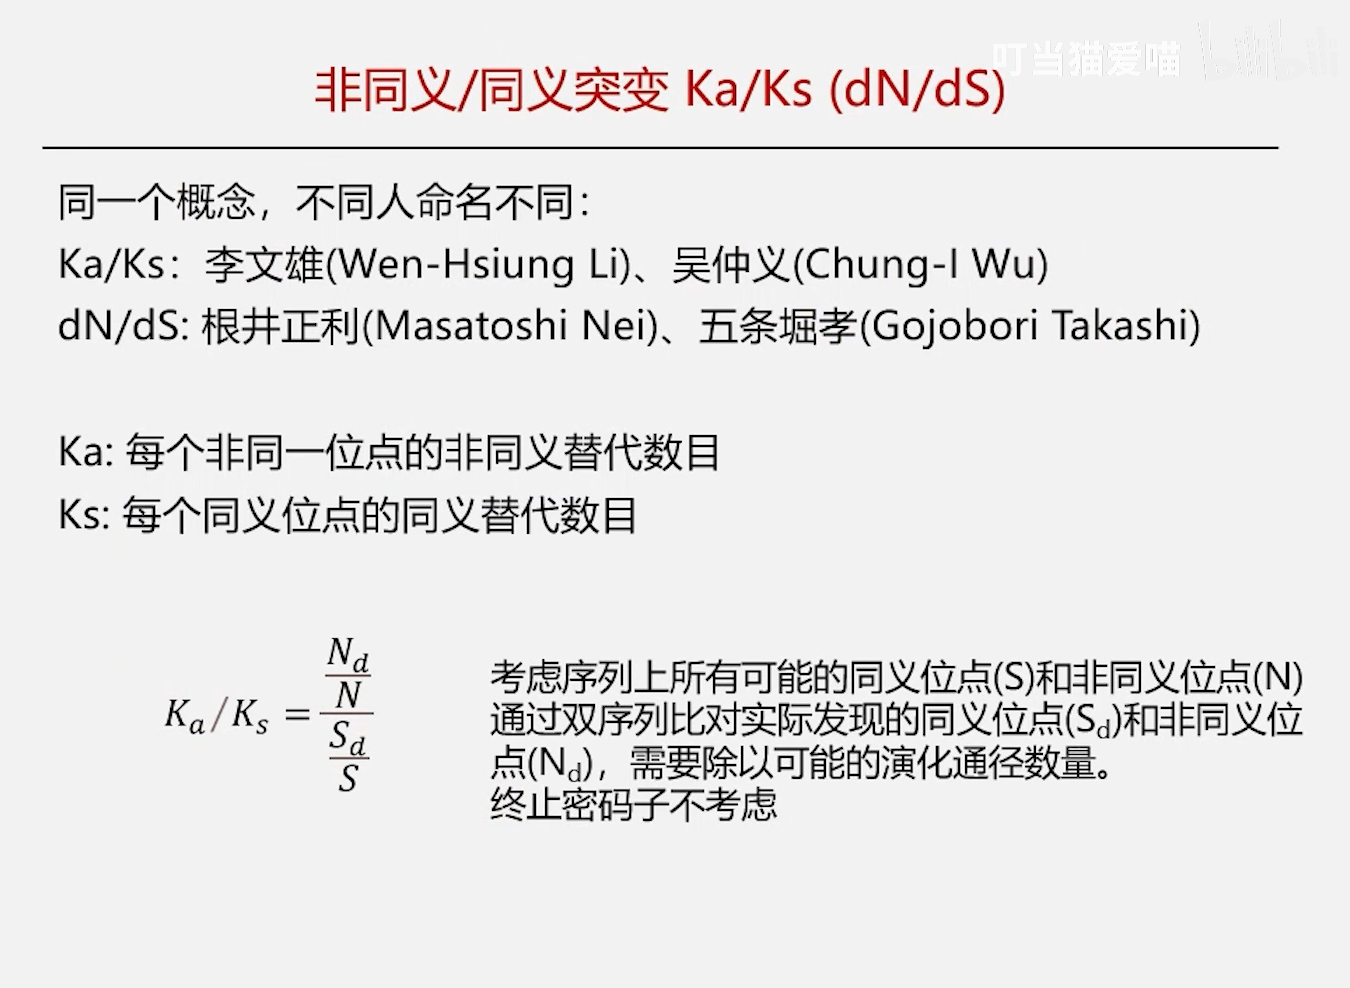 叮当猫爱喵 bilibili
非同义/同义突变 Ka/Ks (dN/dS)
同一个概念，不同人命名不同：
Ka/Ks：李文雄(Wen-Hsiung Li)、吴仲义(Chung-I Wu)
dN/dS: 根井正利(Masatoshi Nei)、五条堀孝(Gojobori Takashi)
Ka: 每个非同一位点的非同义替代数目
Ks: 每个同义位点的同义替代数目
K_a/K_s = \frac{\frac{N_d}{N}}{\frac{S_d}{S}}
考虑序列上所有可能的同义位点(S)和非同义位点(N)
通过双序列比对实际发现的同义位点(S_d)和非同义位
点(N_d)，需要除以可能的演化通径数量。
终止密码子不考虑